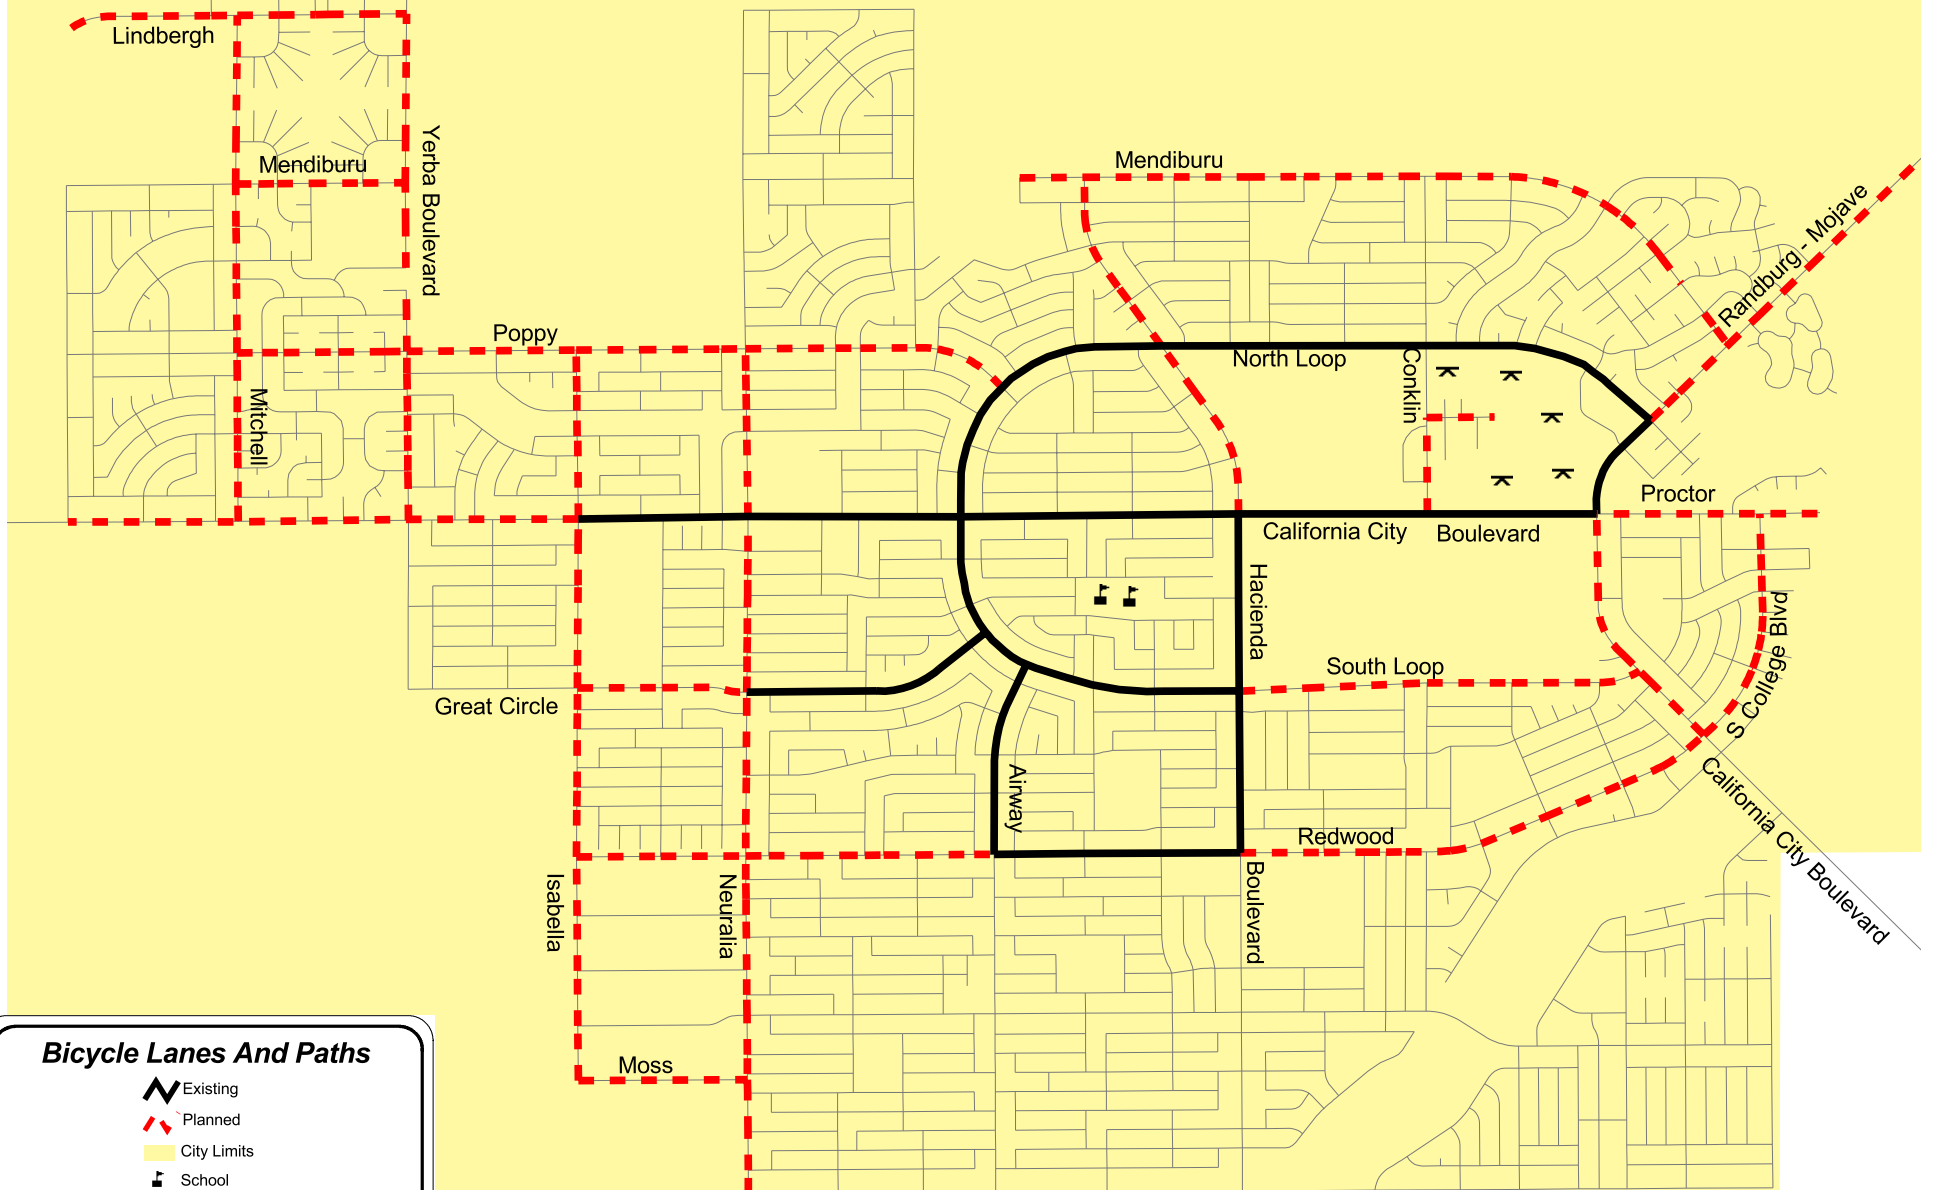 Lindbergh
Mendiburu
Yerba Boulevard
Mendiburu
Randburg - Mojave
Poppy
North Loop
Conklin
Mitchell
Proctor
California City Boulevard
Hacienda
South Loop
S College Blvd
Great Circle
Airway
Redwood
California City Boulevard
Isabella
Neuralia
Boulevard
Moss
Bicycle Lanes And Paths
Existing
Planned
City Limits
School